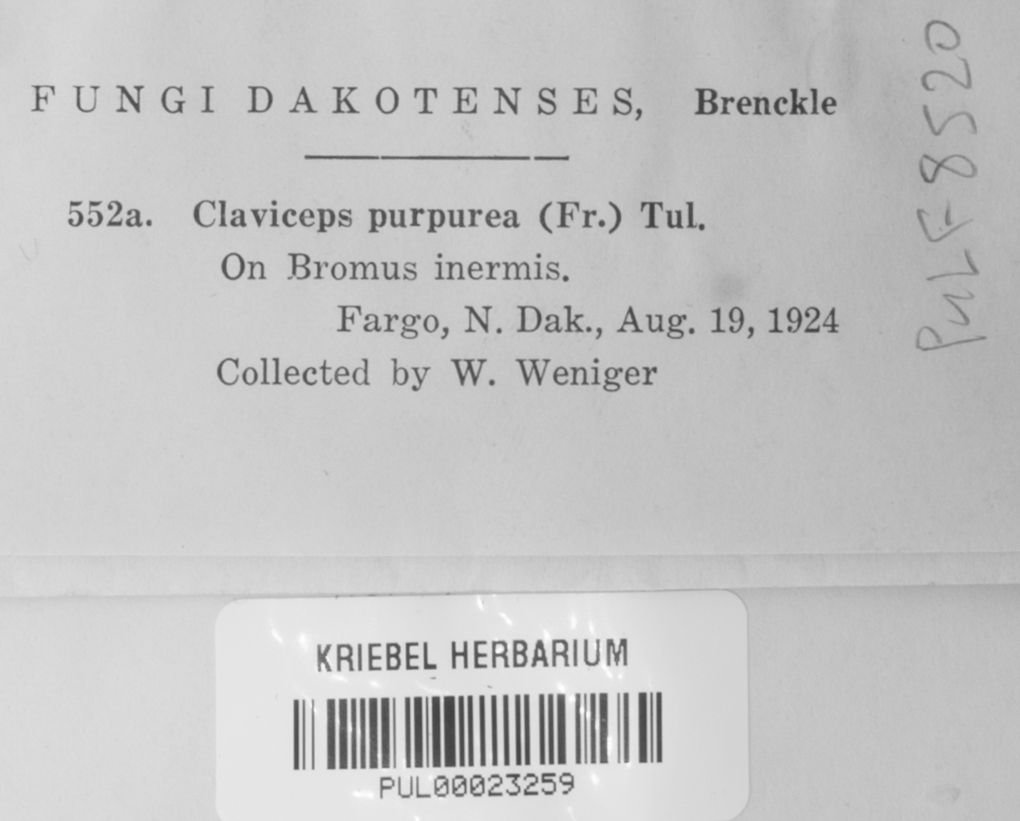 FUNGI DAKOTENSES, Brenckle
552a. Claviceps purpurea (Fr.) Tul.
On Bromus inermis.
Fargo, N. Dak., Aug. 19, 1924
Collected by W. Weniger
PUL F 8520
KRIEBEL HERBARIUM
PUL00023259